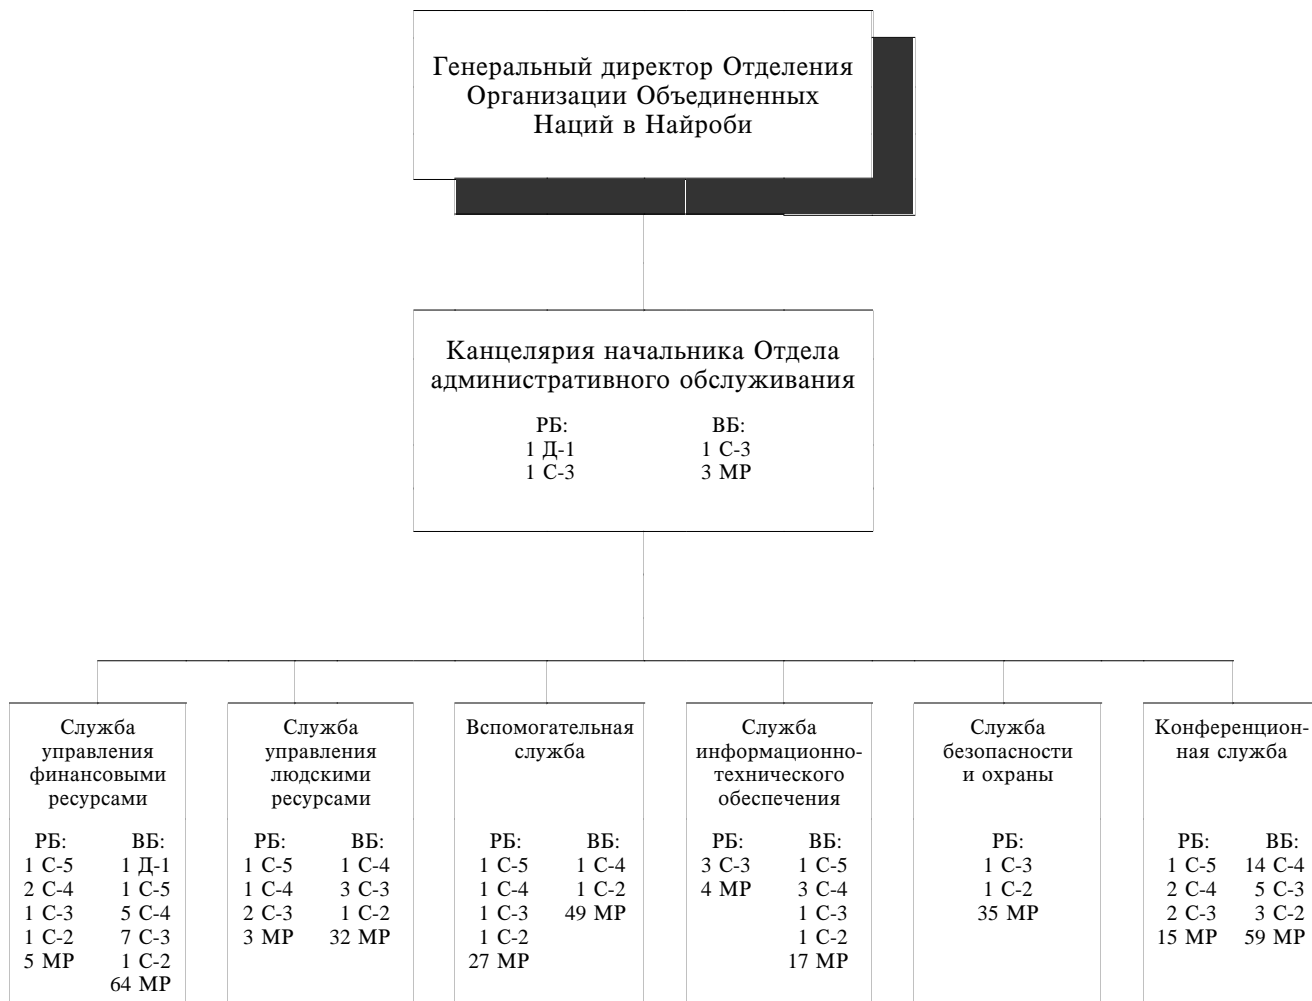 Генеральный директор Отделения
Организации Объединенных
Наций в Найроби
Канцелярия начальника Отдела
административного обслуживания
РБ:
1 Д-1
1 С-3
ВБ:
1 С-3
3 МР
Служба
управления
финансовыми
ресурсами
РБ:
1 С-5
2 С-4
1 С-3
1 С-2
5 МР
ВБ:
1 Д-1
1 С-5
5 С-4
7 С-3
1 С-2
64 МР
Служба
управления
людскими
ресурсами
РБ:
1 С-5
1 С-4
2 С-3
3 МР
ВБ:
1 С-4
3 С-3
1 С-2
32 МР
Вспомогательная
служба
РБ:
1 С-5
1 С-4
1 С-3
1 С-2
27 МР
ВБ:
1 С-4
1 С-2
49 МР
Служба
информационно-
технического
обеспечения
РБ:
3 С-3
4 МР
ВБ:
1 С-5
3 С-4
1 С-3
1 С-2
17 МР
Служба
безопасности
и охраны
РБ:
1 С-3
1 С-2
35 МР
Конференцион-
ная служба
РБ:
1 С-5
2 С-4
2 С-3
15 МР
ВБ:
14 С-4
5 С-3
3 С-2
59 МР